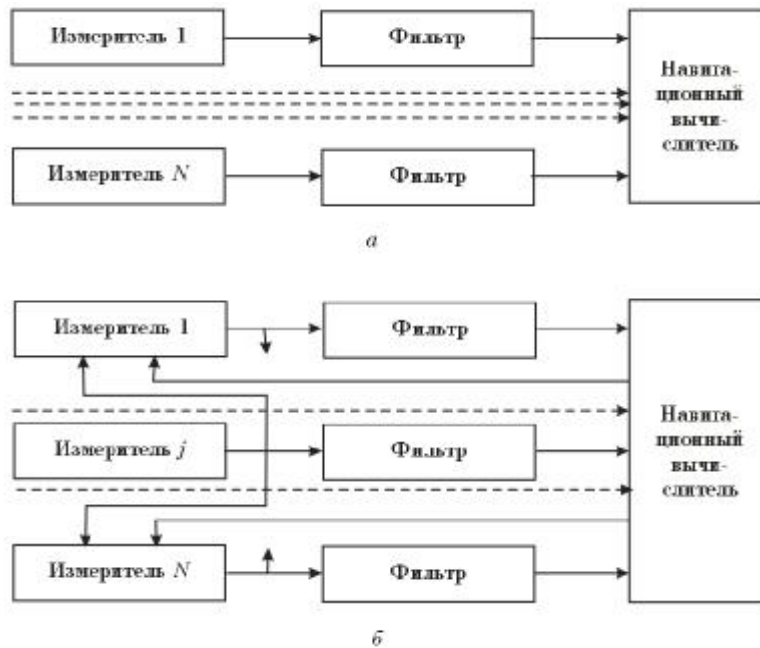 Измеритель 1
Фильтр
Навига-
ционный
вычи-
слитель
Измеритель N
Фильтр
а
Измеритель 1
Фильтр
Измеритель j
Фильтр
Навига-
ционный
вычи-
слитель
Измеритель N
Фильтр
б